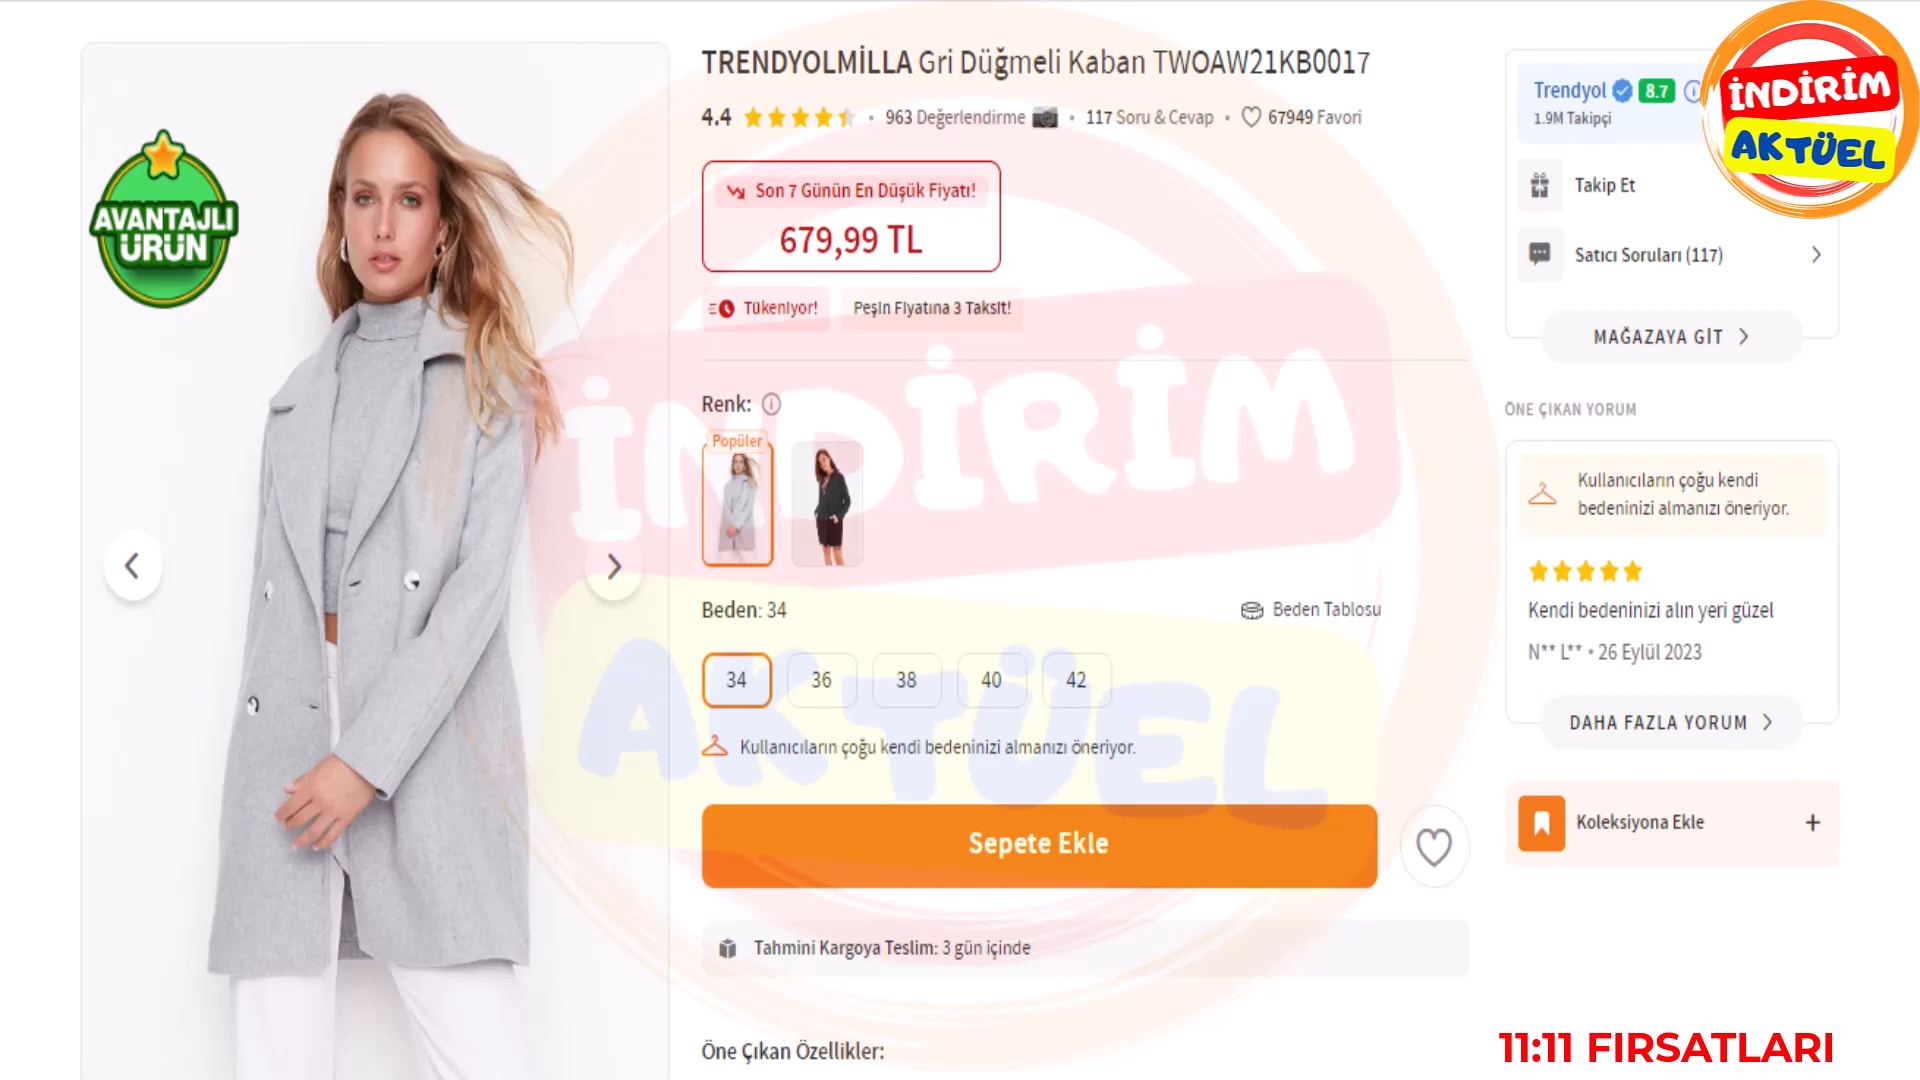 AVANTAJLI
ÜRÜN
TRENDYOLMİLLA Gri Düğmeli Kaban TWOAW21KB0017
4.4 • 963 Değerlendirme • 117 Soru & Cevap • 67949 Favori
Son 7 Günün En Düşük Fiyatı!
679,99 TL
Tükeniyor! Peşin Fiyatına 3 Taksit!
Renk:
Popüler
Beden: 34
Beden Tablosu
34 36 38 40 42
Kullanıcıların çoğu kendi bedeninizi almanızı öneriyor.
Sepete Ekle
Tahmini Kargoya Teslim: 3 gün içinde
Öne Çıkan Özellikler:
İNDİRİM
AKTÜEL
Trendyol 8.7
1.9M Takipçi
Takip Et
Satıcı Soruları (117)
MAĞAZAYA GİT
ÖNE ÇIKAN YORUM
Kullanıcıların çoğu kendi
bedeninizi almanızı öneriyor.
Kendi bedeninizi alın yeri güzel
N** L** • 26 Eylül 2023
DAHA FAZLA YORUM
Koleksiyona Ekle +
İNDİRİM
AKTÜEL
11:11 FIRSATLARI